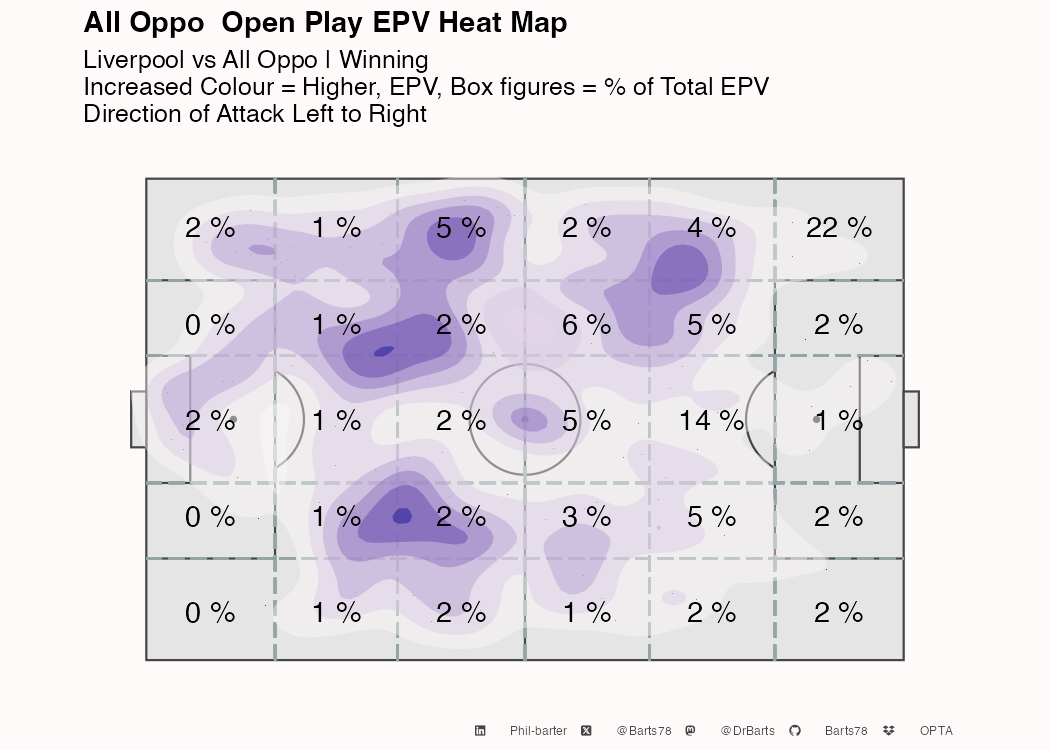 All Oppo  Open Play EPV Heat Map
Liverpool vs All Oppo | Winning
Increased Colour = Higher, EPV, Box figures = % of Total EPV
Direction of Attack Left to Right
2 % 1 % 5 % 2 % 4 % 22 %
0 % 1 % 2 % 6 % 5 % 2 %
2 % 1 % 2 % 5 % 14 % 1 %
0 % 1 % 2 % 3 % 5 % 2 %
0 % 1 % 2 % 1 % 2 % 2 %
Phil-barter @Barts78 @DrBarts Barts78 OPTA